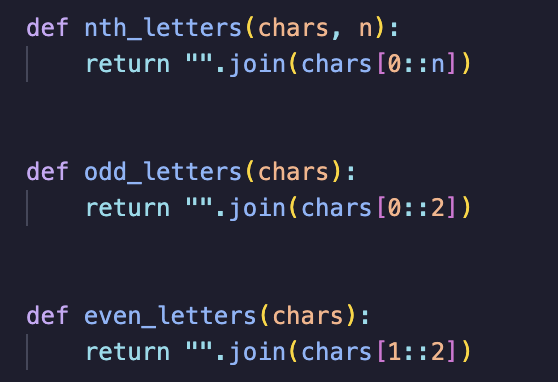 def nth_letters(chars, n):
    return "".join(chars[0::n])
def odd_letters(chars):
    return "".join(chars[0::2])
def even_letters(chars):
    return "".join(chars[1::2])